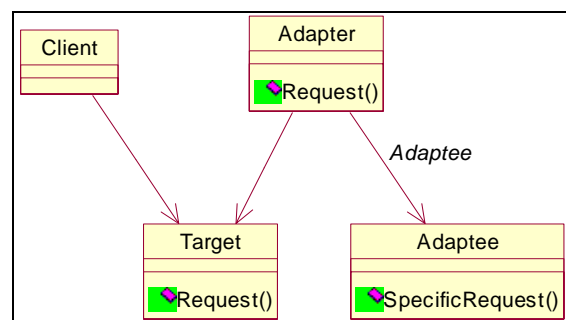 Client
Adapter
Request()
Adaptee
Target
Request()
Adaptee
SpecificRequest()